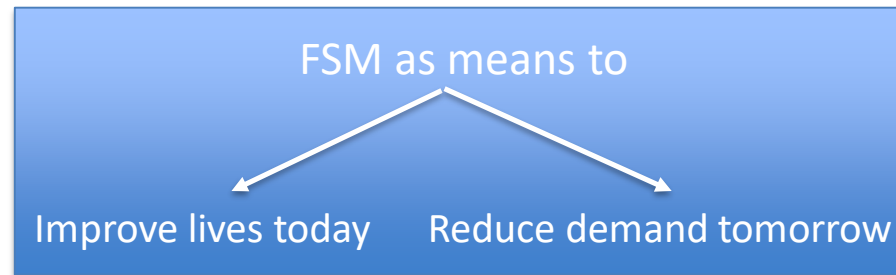 FSM as means to
Improve lives today
Reduce demand tomorrow